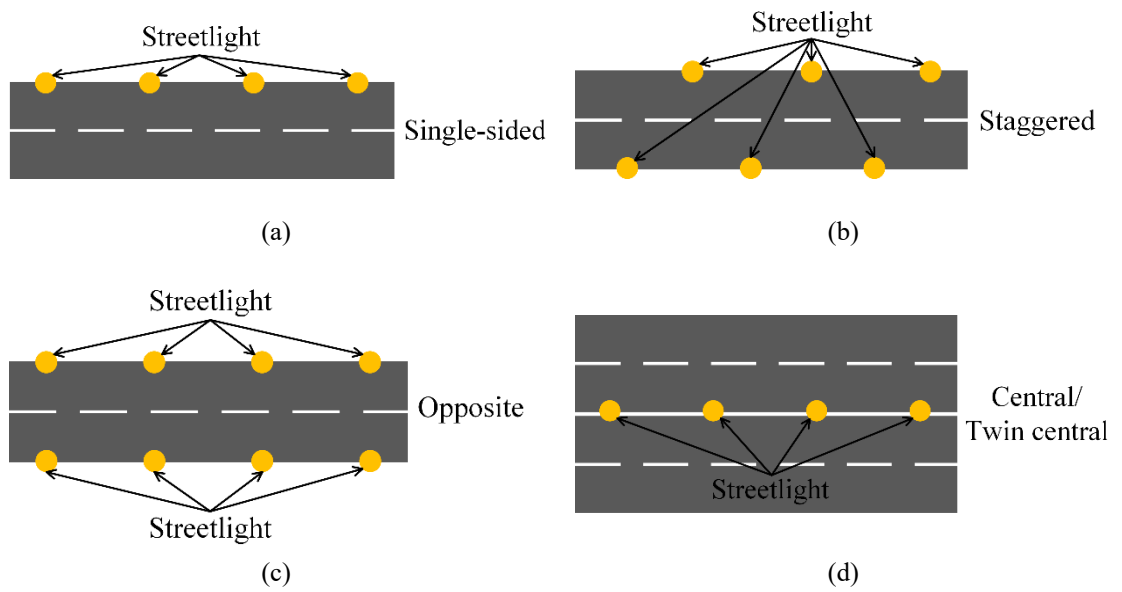 Streetlight
Single-sided
(a)
Streetlight
Staggered
(b)
Streetlight
Opposite
Streetlight
(c)
Central/
Twin central
Streetlight
(d)